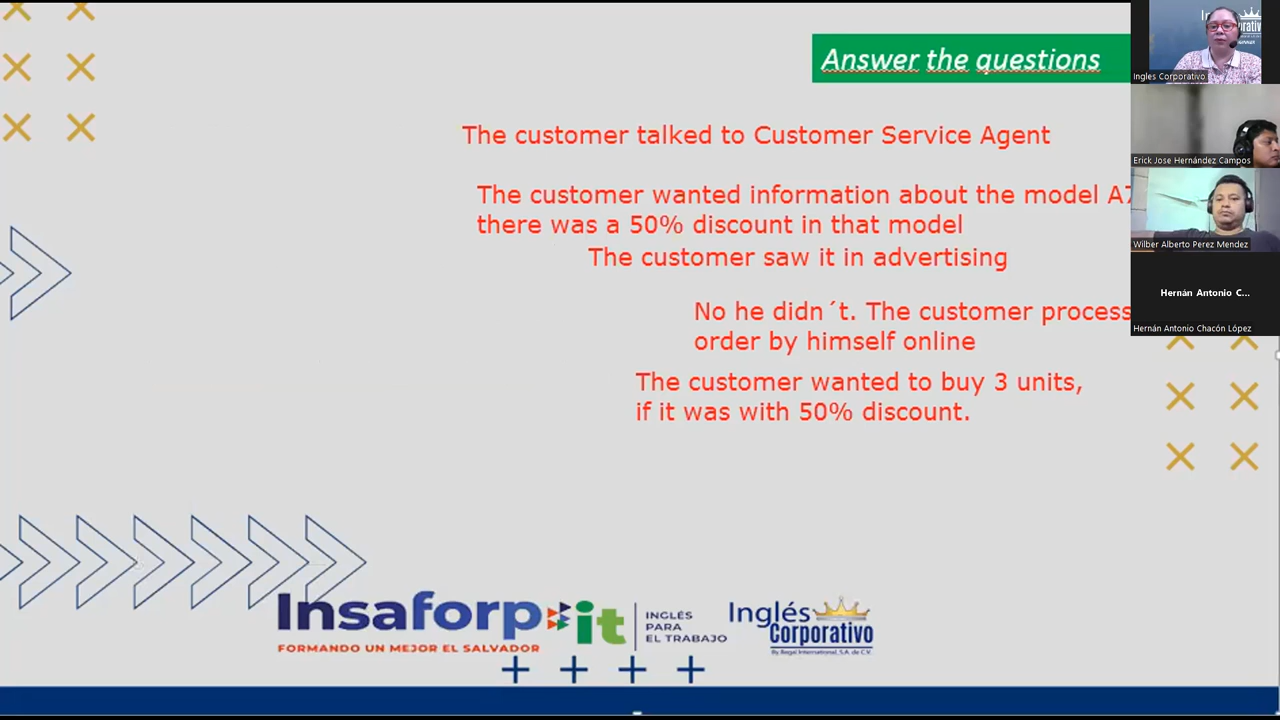 Answer the questions
The customer talked to Customer Service Agent
The customer wanted information about the model
there was a 50% discount in that model
The customer saw it in advertising
No he didn´t. The customer process
order by himself online
The customer wanted to buy 3 units,
if it was with 50% discount.
Insaforp
FORMANDO UN MEJOR EL SALVADOR
it
INGLÉS
PARA
EL TRABAJO
Inglés
Corporativo
By Regal International, S.A. de C.V.
Ingles Corporativo
Erick Jose Hernández Campos
Wilber Alberto Perez Mendez
Hernán Antonio C...
Hernán Antonio Chacón López